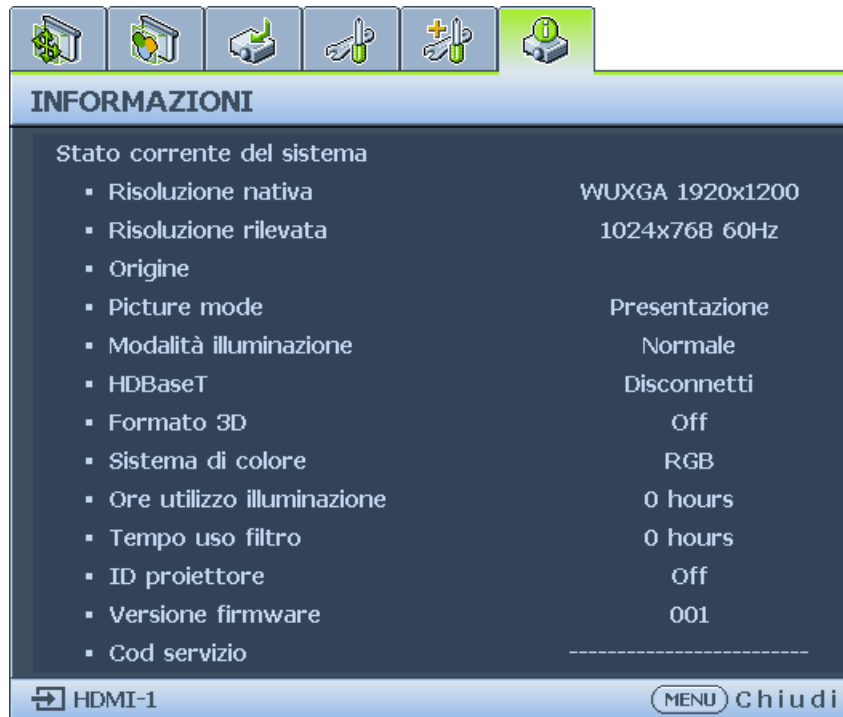 INFORMAZIONI
Stato corrente del sistema
▪ Risoluzione nativa WUXGA 1920x1200
▪ Risoluzione rilevata 1024x768 60Hz
▪ Origine
▪ Picture mode Presentazione
▪ Modalità illuminazione Normale
▪ HDBaseT Disconnetti
▪ Formato 3D Off
▪ Sistema di colore RGB
▪ Ore utilizzo illuminazione 0 hours
▪ Tempo uso filtro 0 hours
▪ ID proiettore Off
▪ Versione firmware 001
▪ Cod servizio ------------------------
HDMI-1 MENU Chiudi